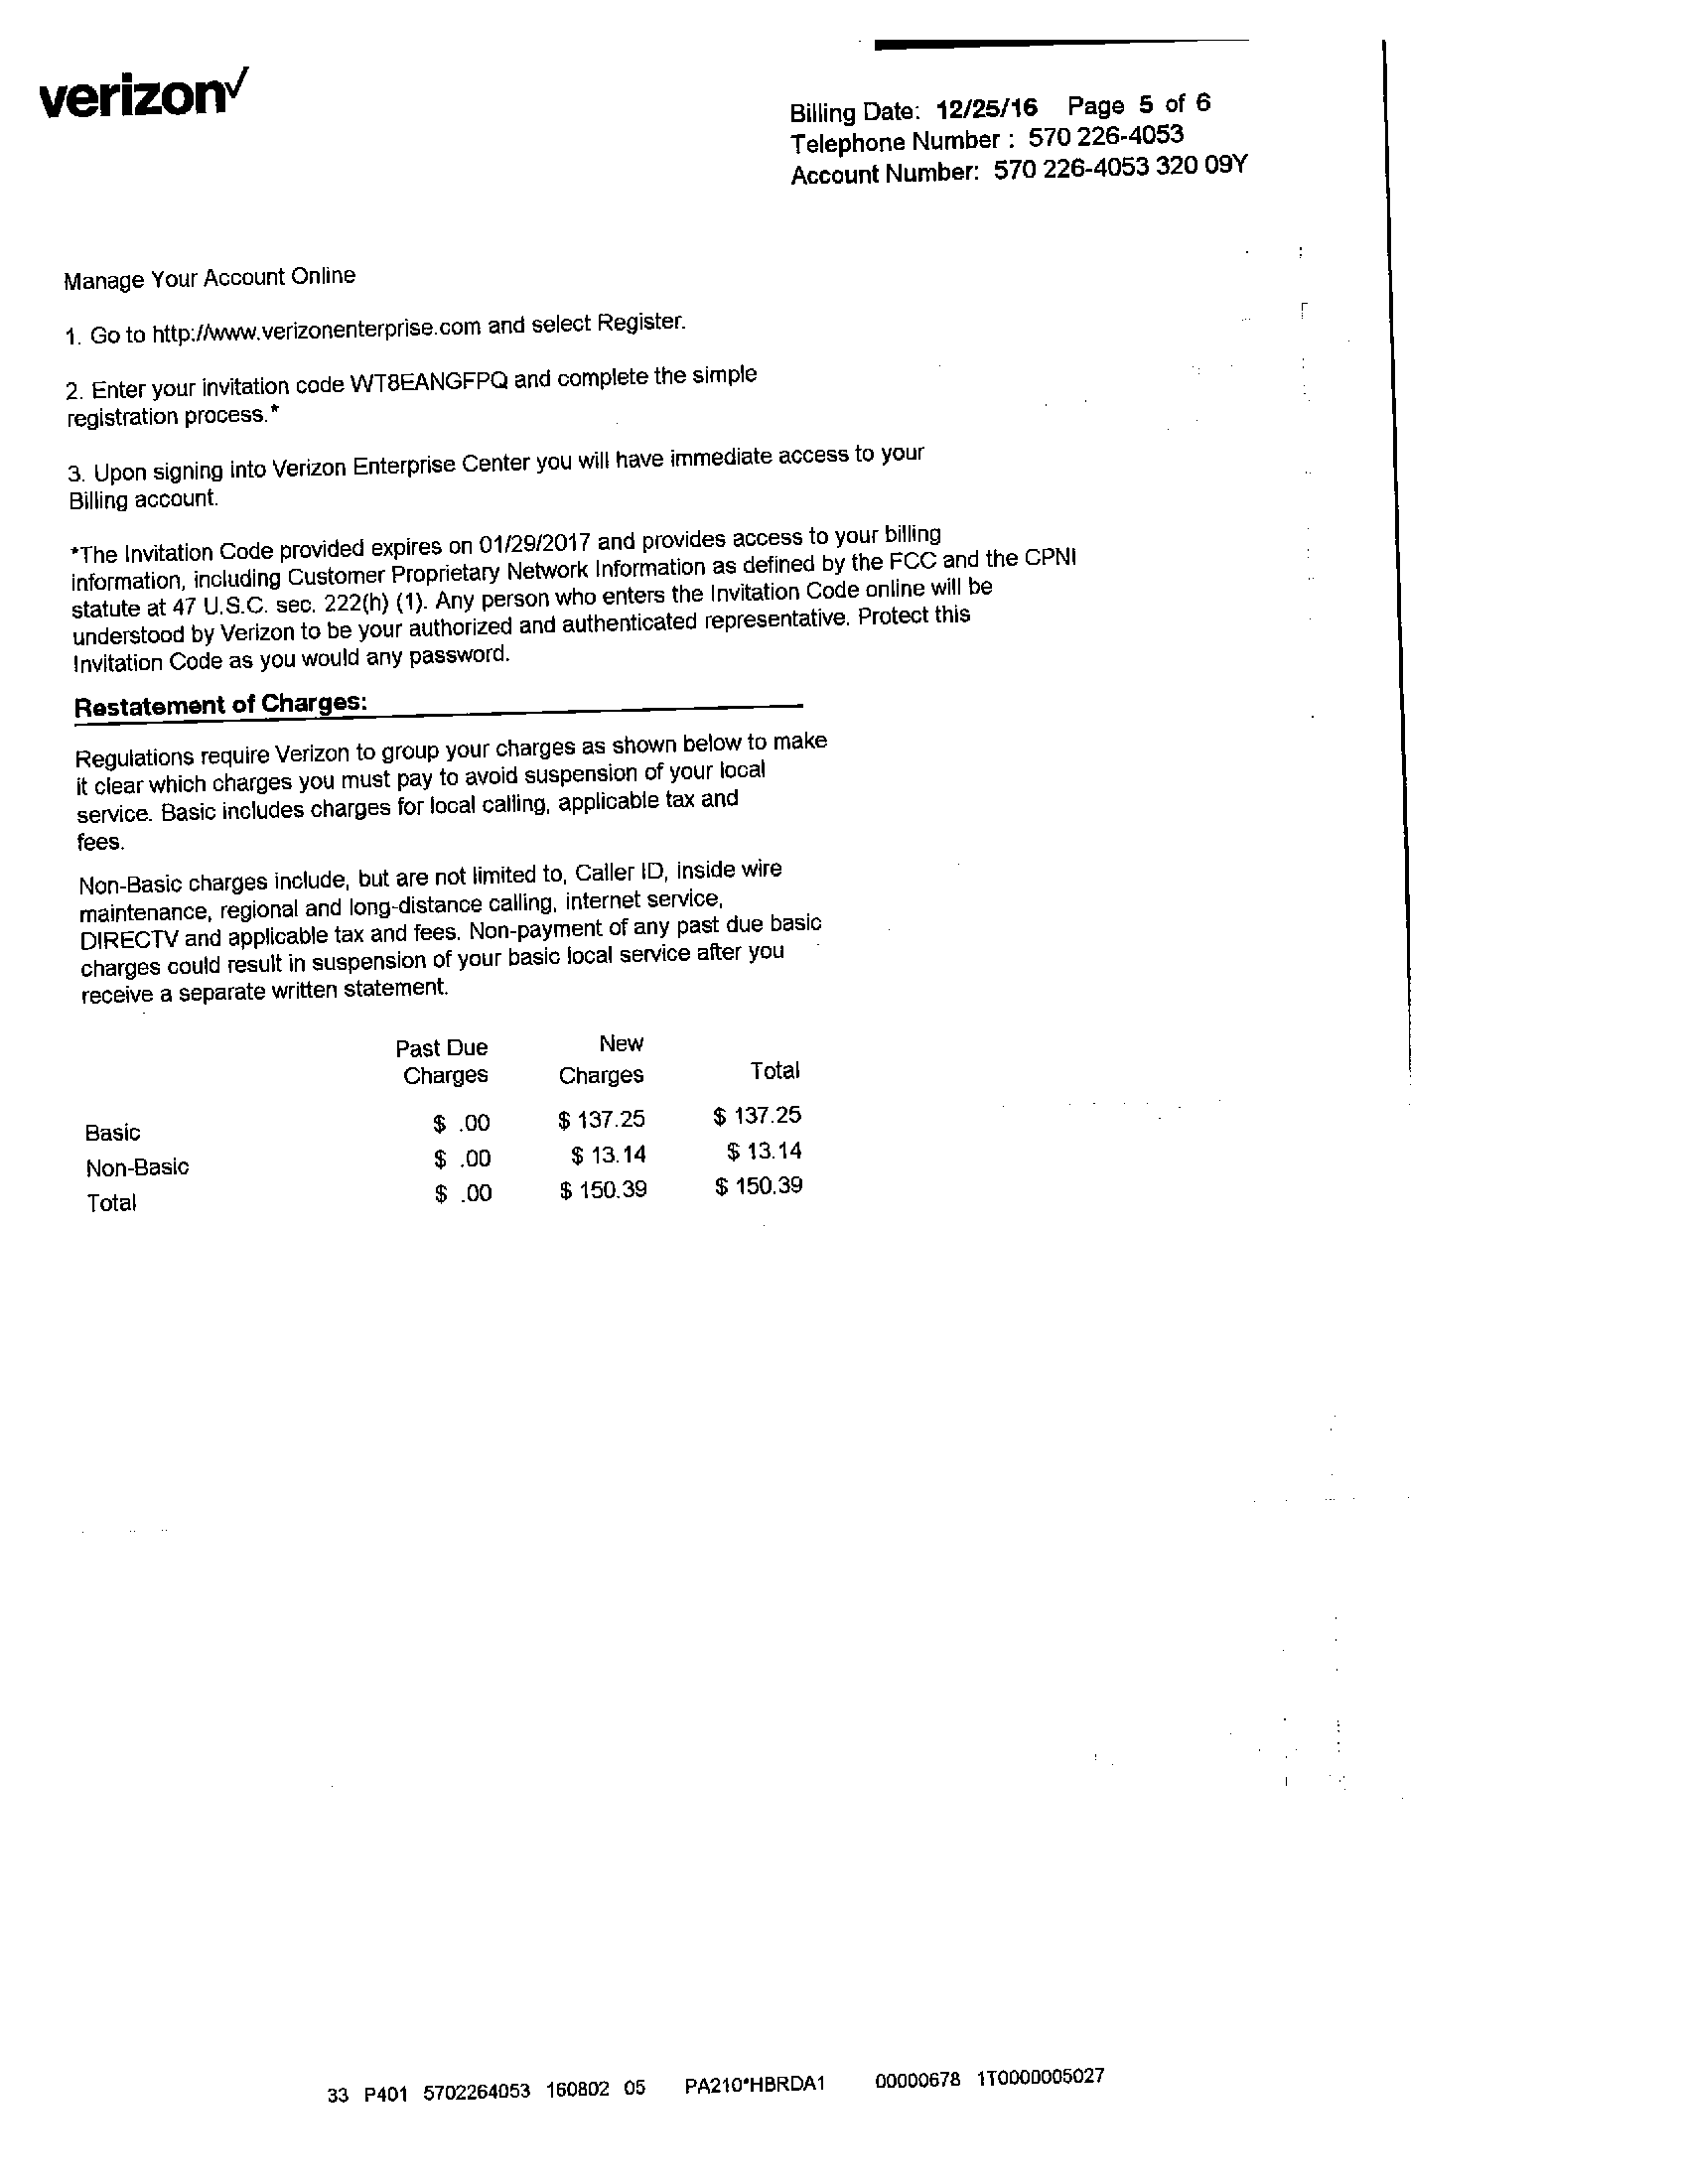 verizon
Billing Date: 12/25/16 Page 5 of 6
Telephone Number : 570 226-4053
Account Number: 570 226-4053 320 09Y
Manage Your Account Online
1. Go to http://www.verizonenterprise.com and select Register.
2. Enter your invitation code WT8EANGFPQ and complete the simple
registration process.*
3. Upon signing into Verizon Enterprise Center you will have immediate access to your
Billing account.
*The Invitation Code provided expires on 01/29/2017 and provides access to your billing
information, including Customer Proprietary Network Information as defined by the FCC and the CPNI
statute at 47 U.S.C. sec. 222(h) (1). Any person who enters the Invitation Code online will be
understood by Verizon to be your authorized and authenticated representative. Protect this
Invitation Code as you would any password.
Restatement of Charges:
Regulations require Verizon to group your charges as shown below to make
it clear which charges you must pay to avoid suspension of your local
service. Basic includes charges for local calling, applicable tax and
fees.
Non-Basic charges include, but are not limited to, Caller ID, inside wire
maintenance, regional and long-distance calling, internet service,
DIRECTV and applicable tax and fees. Non-payment of any past due basic
charges could result in suspension of your basic local service after you
receive a separate written statement.
Past Due New
Charges Charges Total
Basic $ .00 $ 137.25 $ 137.25
Non-Basic $ .00 $ 13.14 $ 13.14
Total $ .00 $ 150.39 $ 150.39
33 P401 5702264053 160802 05 PA210*HBRDA1 00000678 1T0000005027